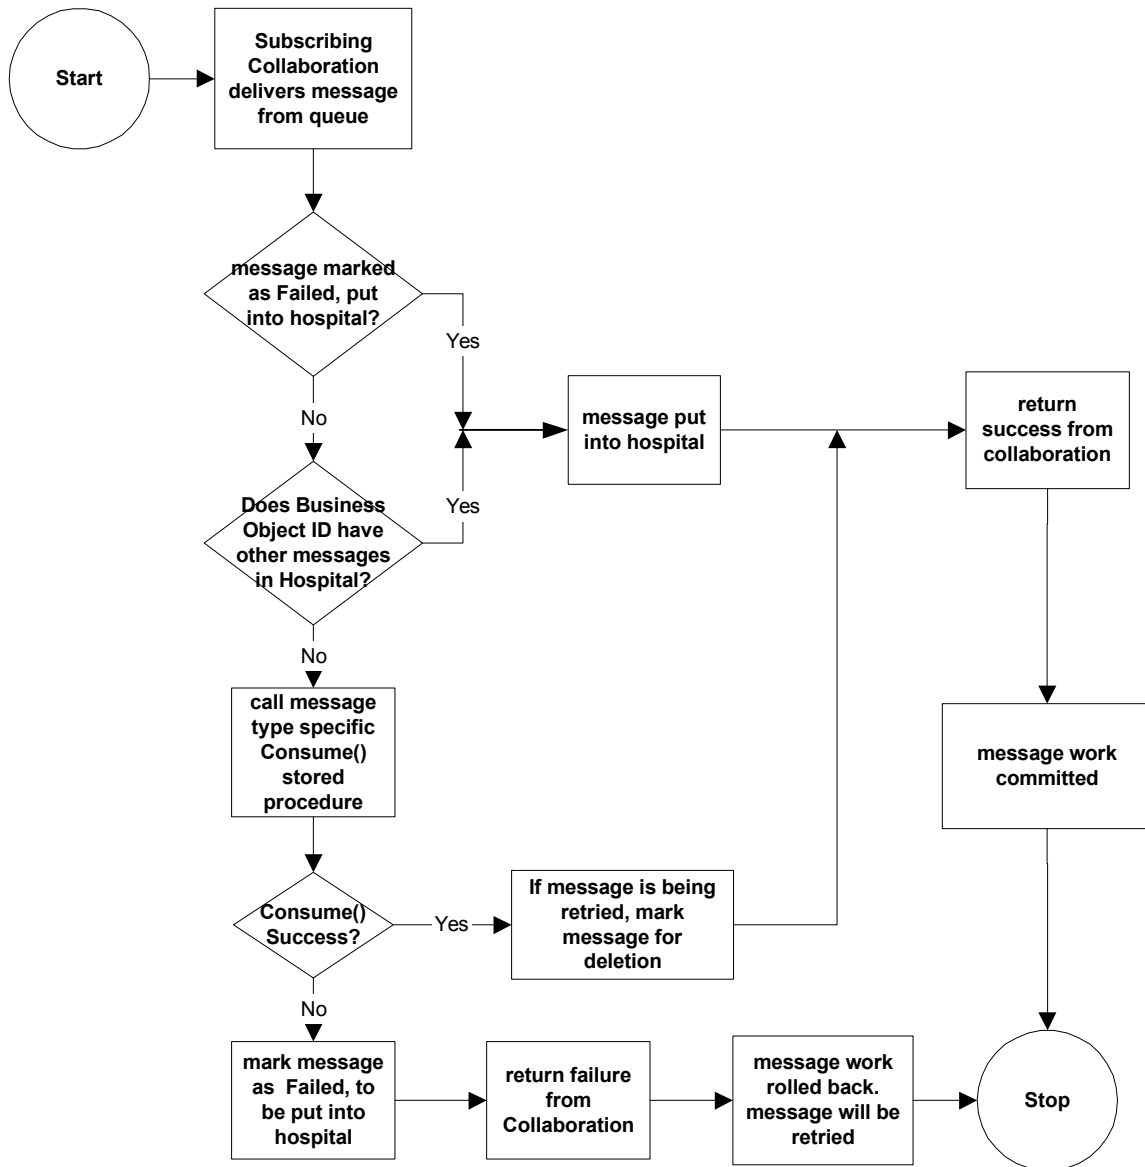 Start
Subscribing
Collaboration
delivers message
from queue
message marked
as Failed, put
into hospital?
Yes
No
message put
into hospital
return
success from
collaboration
Does Business
Object ID have
other messages
in Hospital?
Yes
No
call message
type specific
Consume()
stored
procedure
message work
committed
Consume()
Success?
Yes
If message is being
retried, mark
message for
deletion
No
mark message
as Failed, to
be put into
hospital
return failure
from
Collaboration
message work
rolled back.
message will be
retried
Stop